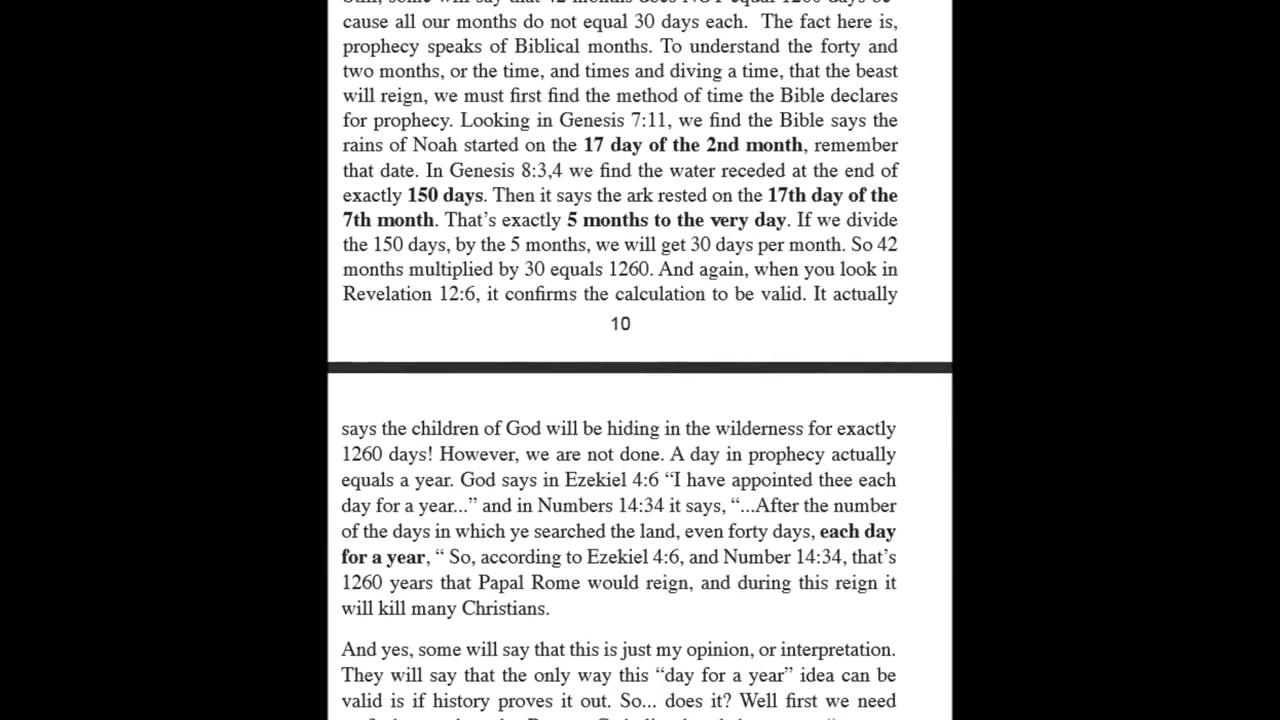 Still, some will say that 42 months does NOT equal 1260 days be-
cause all our months do not equal 30 days each. The fact here is,
prophecy speaks of Biblical months. To understand the forty and
two months, or the time, and times and diving a time, that the beast
will reign, we must first find the method of time the Bible declares
for prophecy. Looking in Genesis 7:11, we find the Bible says the
rains of Noah started on the 17 day of the 2nd month, remember
that date. In Genesis 8:3,4 we find the water receded at the end of
exactly 150 days. Then it says the ark rested on the 17th day of the
7th month. That’s exactly 5 months to the very day. If we divide
the 150 days, by the 5 months, we will get 30 days per month. So 42
months multiplied by 30 equals 1260. And again, when you look in
Revelation 12:6, it confirms the calculation to be valid. It actually
10
says the children of God will be hiding in the wilderness for exactly
1260 days! However, we are not done. A day in prophecy actually
equals a year. God says in Ezekiel 4:6 “I have appointed thee each
day for a year...” and in Numbers 14:34 it says, “...After the number
of the days in which ye searched the land, even forty days, each day
for a year, “ So, according to Ezekiel 4:6, and Number 14:34, that’s
1260 years that Papal Rome would reign, and during this reign it
will kill many Christians.
And yes, some will say that this is just my opinion, or interpretation.
They will say that the only way this “day for a year” idea can be
valid is if history proves it out. So... does it? Well first we need